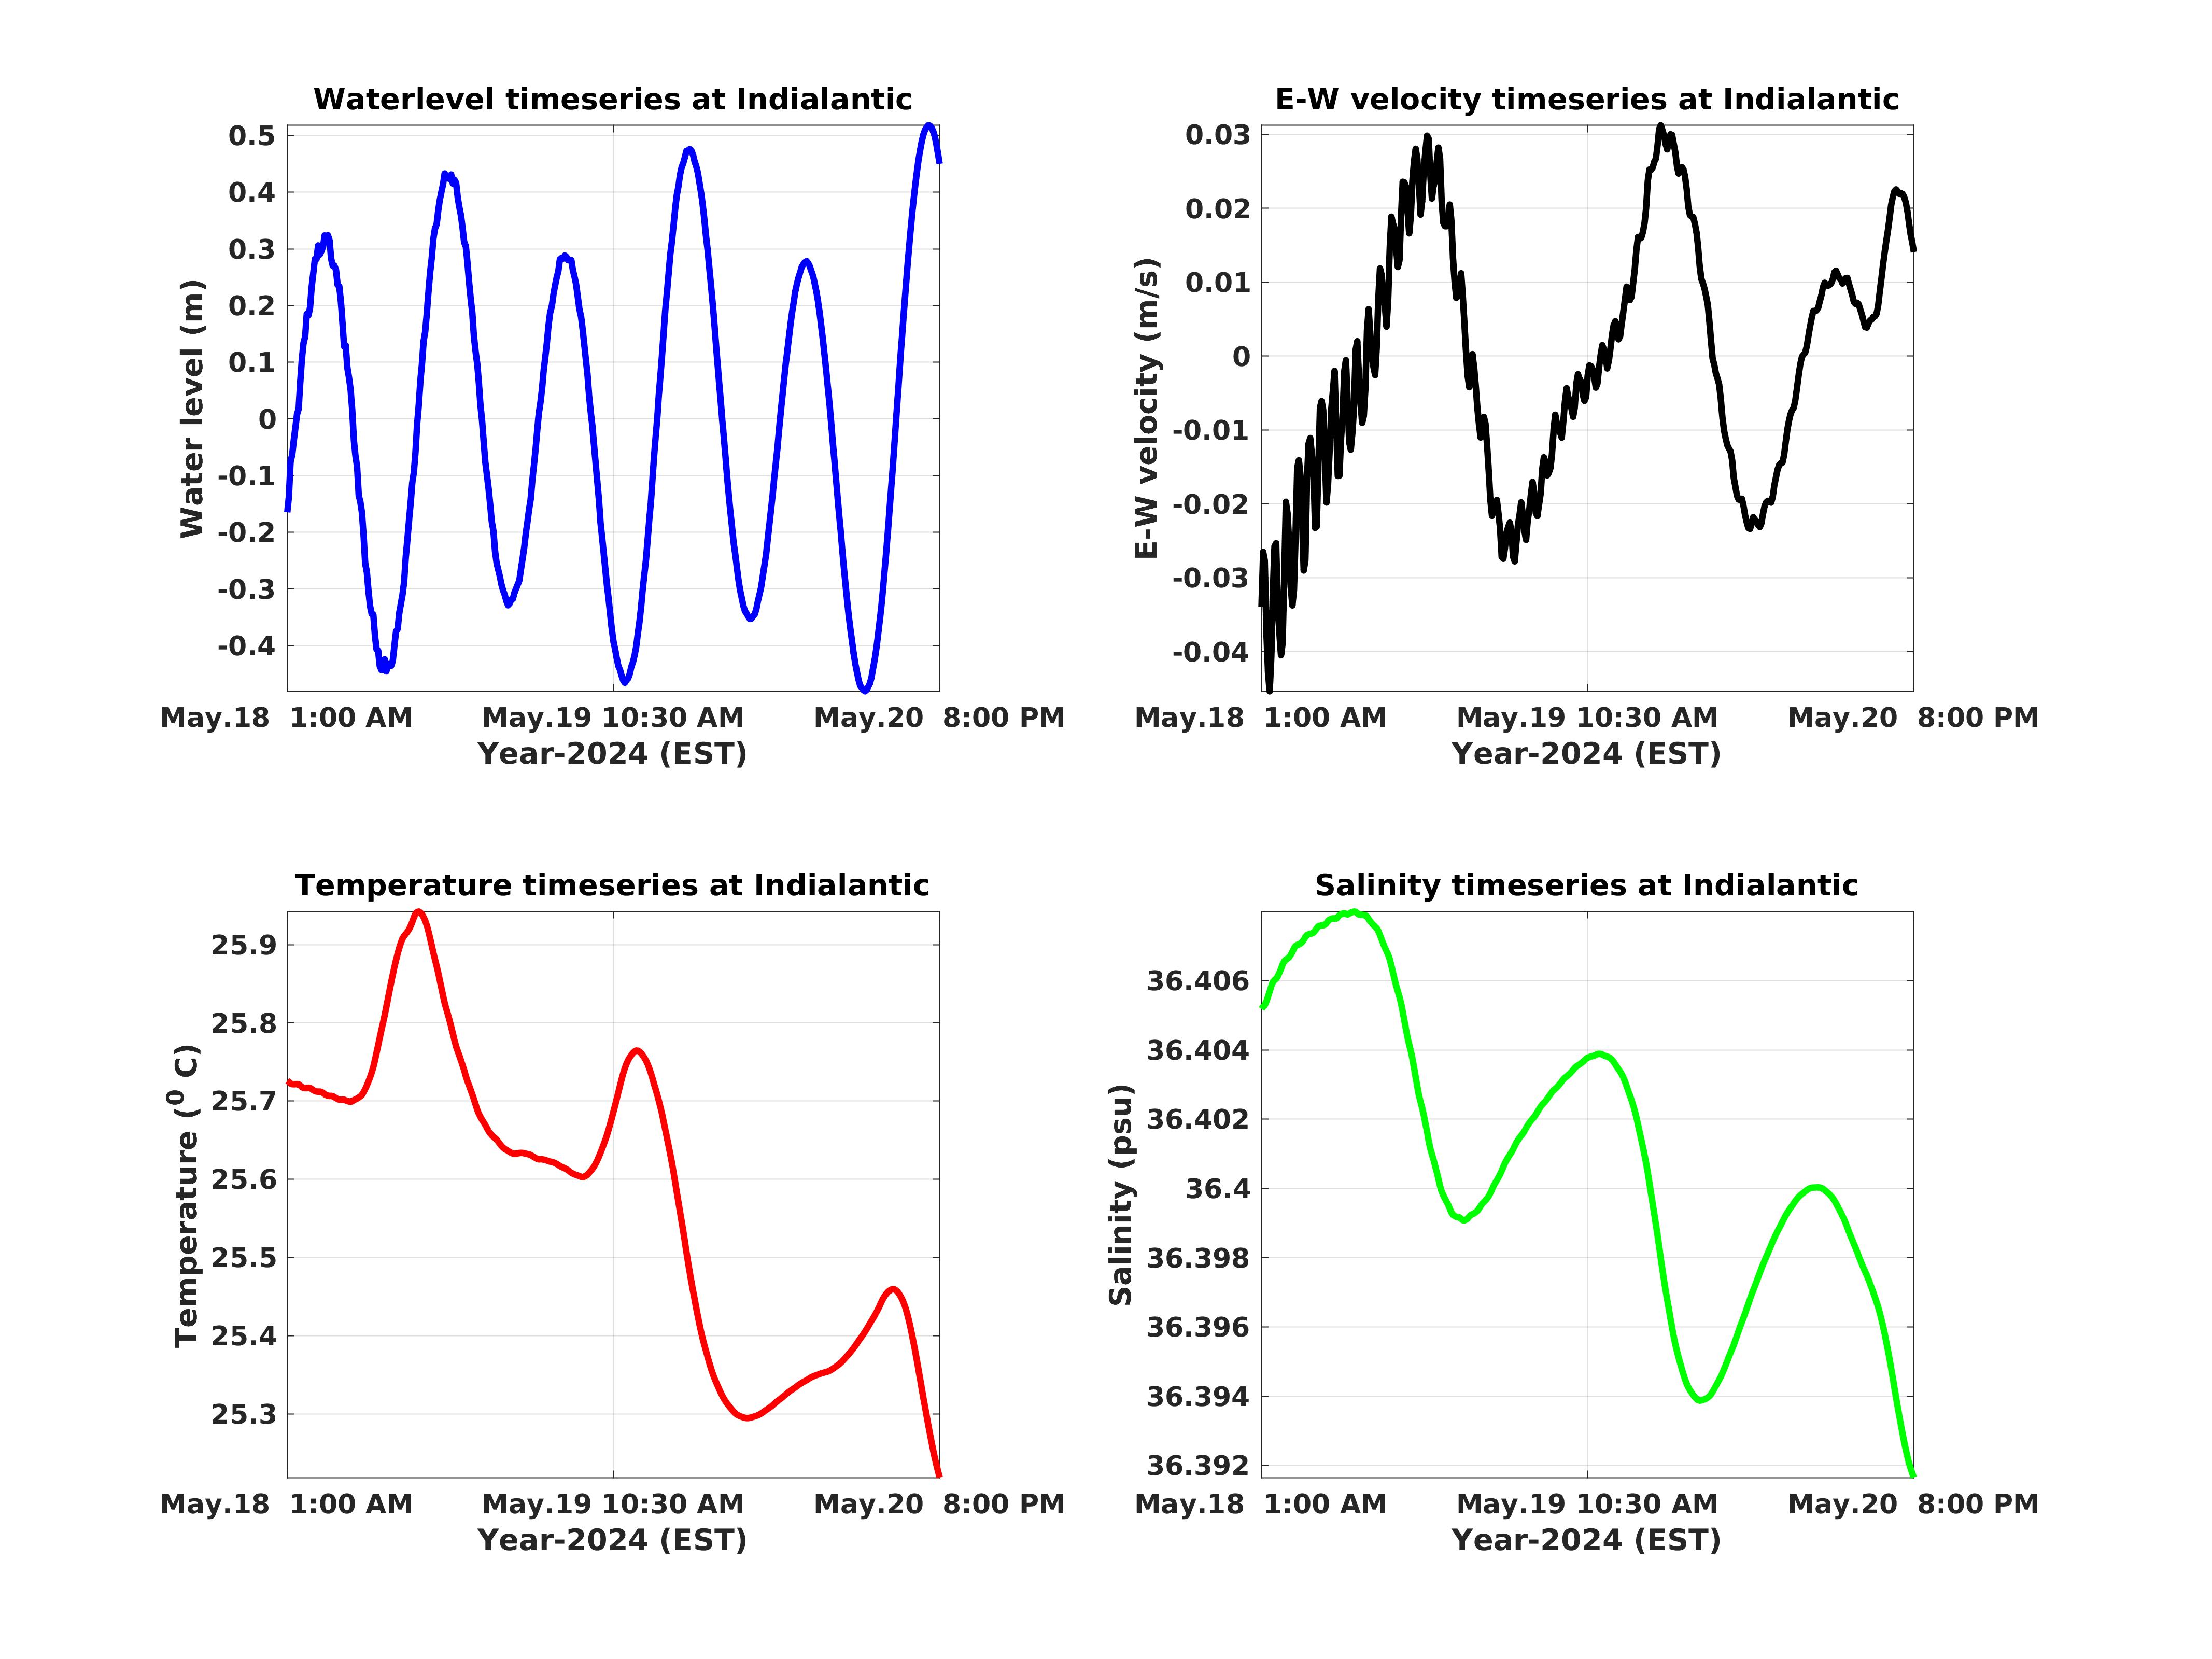 Waterlevel timeseries at Indialantic
Water level (m)
0.5
0.4
0.3
0.2
0.1
0
-0.1
-0.2
-0.3
-0.4
May.18 1:00 AM
May.19 10:30 AM
May.20 8:00 PM
Year-2024 (EST)
E-W velocity timeseries at Indialantic
E-W velocity (m/s)
0.03
0.02
0.01
0
-0.01
-0.02
-0.03
-0.04
May.18 1:00 AM
May.19 10:30 AM
May.20 8:00 PM
Year-2024 (EST)
Temperature timeseries at Indialantic
Temperature (⁰ C)
25.9
25.8
25.7
25.6
25.5
25.4
25.3
May.18 1:00 AM
May.19 10:30 AM
May.20 8:00 PM
Year-2024 (EST)
Salinity timeseries at Indialantic
Salinity (psu)
36.406
36.404
36.402
36.4
36.398
36.396
36.394
36.392
May.18 1:00 AM
May.19 10:30 AM
May.20 8:00 PM
Year-2024 (EST)